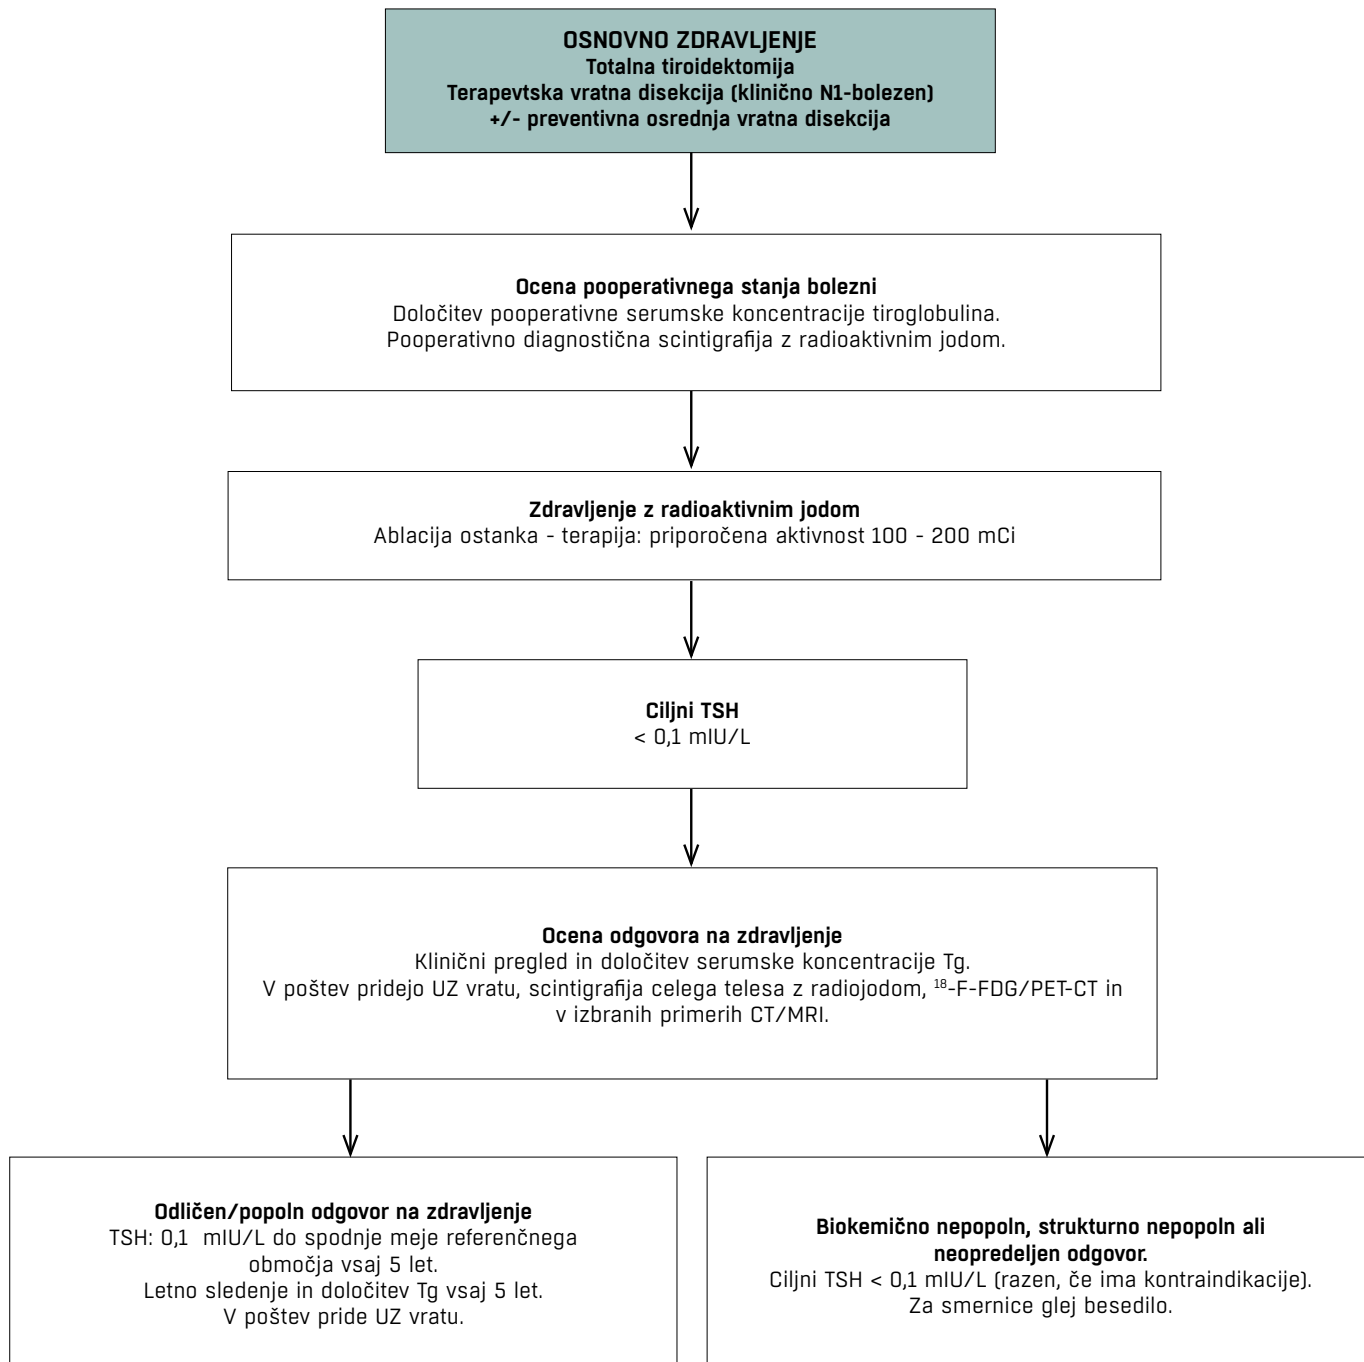 OSNOVNO ZDRAVLJENJE
Totalna tiroidektomija
Terapevtska vratna disekcija (klinično N1-bolezen)
+/- preventivna osrednja vratna disekcija
Ocena pooperativnega stanja bolezni
Določitev pooperativne serumske koncentracije tiroglobulina.
Pooperativno diagnostična scintigrafija z radioaktivnim jodom.
Zdravljenje z radioaktivnim jodom
Ablacija ostanka - terapija: priporočena aktivnost 100 - 200 mCi
Ciljni TSH
< 0,1 mIU/L
Ocena odgovora na zdravljenje
Klinični pregled in določitev serumske koncentracije Tg.
V poštev pridejo UZ vratu, scintigrafija celega telesa z radiojodom, ¹⁸-F-FDG/PET-CT in
v izbranih primerih CT/MRI.
Odličen/popoln odgovor na zdravljenje
TSH: 0,1 mIU/L do spodnje meje referenčnega
območja vsaj 5 let.
Letno sledenje in določitev Tg vsaj 5 let.
V poštev pride UZ vratu.
Biokemično nepopoln, strukturno nepopoln ali
neopredeljen odgovor.
Ciljni TSH < 0,1 mIU/L (razen, če ima kontraindikacije).
Za smernice glej besedilo.